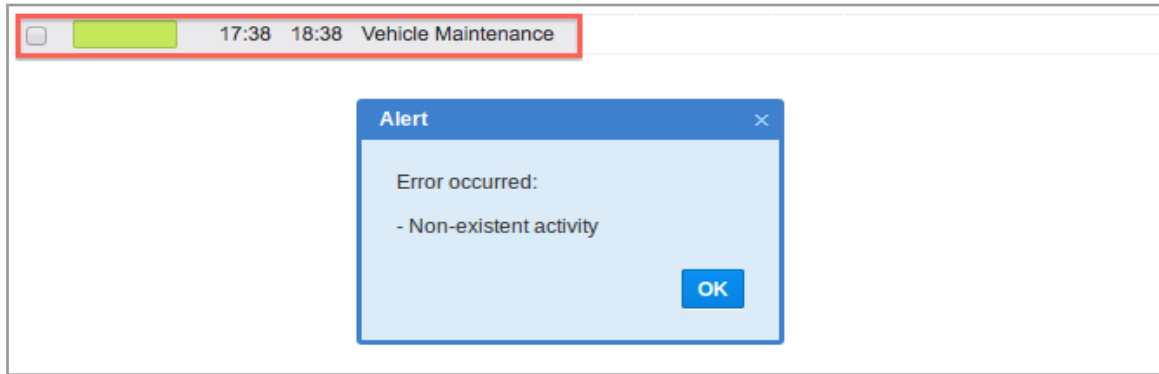 17:38 18:38 Vehicle Maintenance
Alert ×
Error occurred:
- Non-existent activity
OK